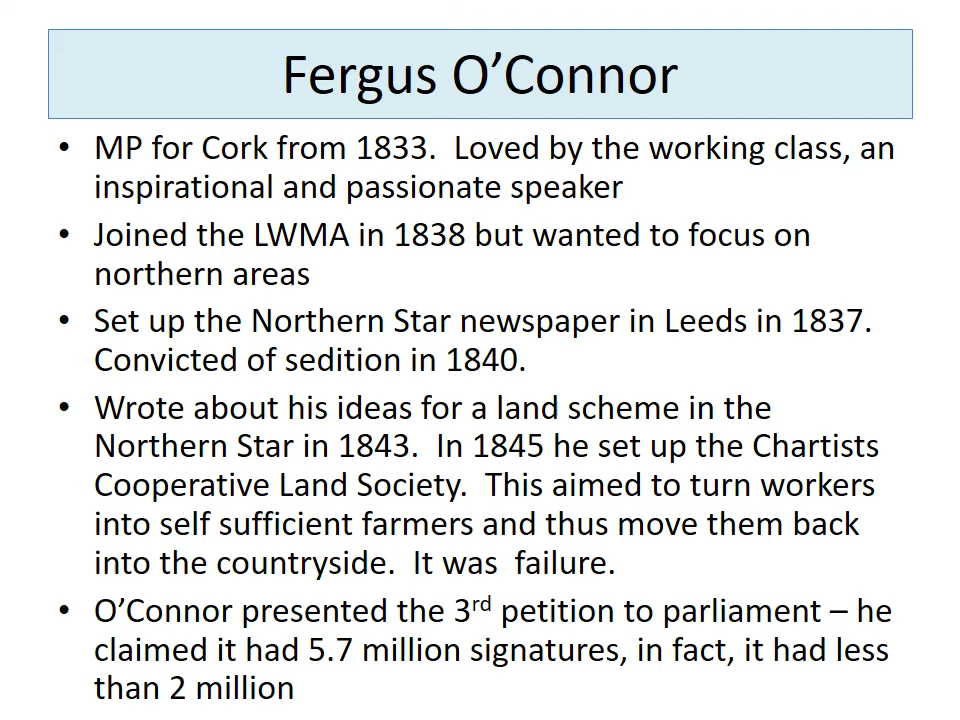 Fergus O’Connor
• MP for Cork from 1833.  Loved by the working class, an
inspirational and passionate speaker
• Joined the LWMA in 1838 but wanted to focus on
northern areas
• Set up the Northern Star newspaper in Leeds in 1837.
Convicted of sedition in 1840.
• Wrote about his ideas for a land scheme in the
Northern Star in 1843.  In 1845 he set up the Chartists
Cooperative Land Society.  This aimed to turn workers
into self sufficient farmers and thus move them back
into the countryside.  It was  failure.
• O’Connor presented the 3rd petition to parliament – he
claimed it had 5.7 million signatures, in fact, it had less
than 2 million